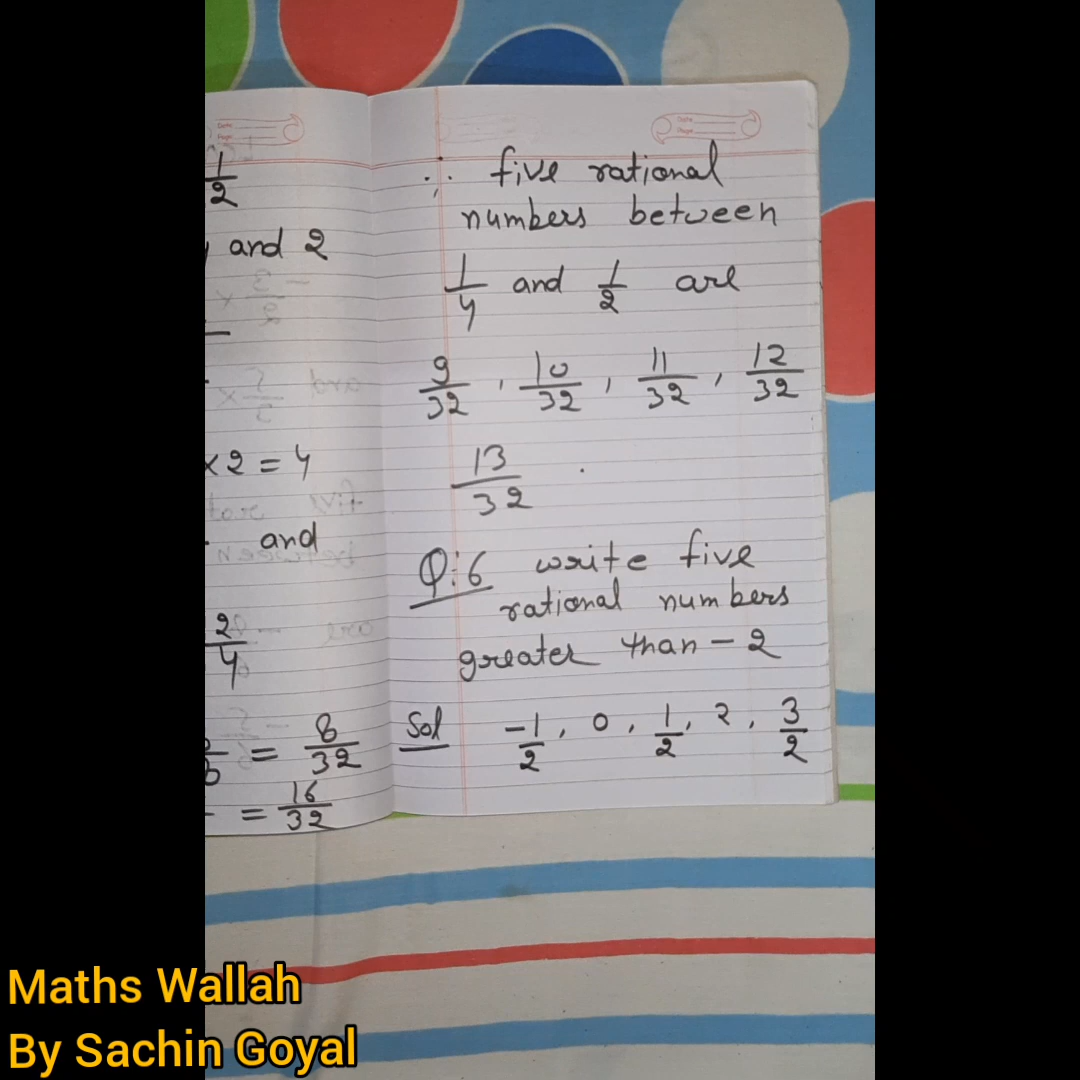 1/2
and 2
×2 = 4
and
2/4
= 8/32
= 16/32
∴ five rational
numbers between
1/4 and 1/2 are
9/32, 10/32, 11/32, 12/32
13/32.
Q:6 write five
rational numbers
greater than -2
Sol -1/2, 0, 1/2, 2, 3/2
Maths Wallah
By Sachin Goyal